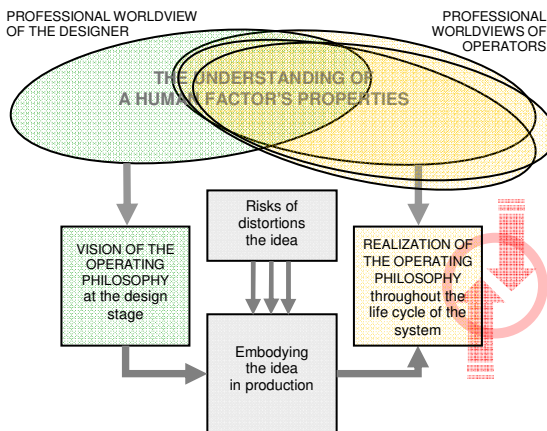 PROFESSIONAL WORLDVIEW
OF THE DESIGNER
PROFESSIONAL
WORLDVIEWS OF
OPERATORS
THE UNDERSTANDING OF
A HUMAN FACTOR'S PROPERTIES
Risks of
distortions
the idea
VISION OF THE
OPERATING
PHILOSOPHY
at the design
stage
REALIZATION OF
THE OPERATING
PHILOSOPHY
throughout the
life cycle of the
system
Embodying
the idea
in production